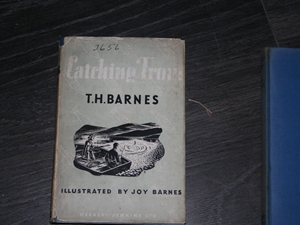 3656
Catching Trout
T.H.BARNES
ILLUSTRATED BY JOY BARNES